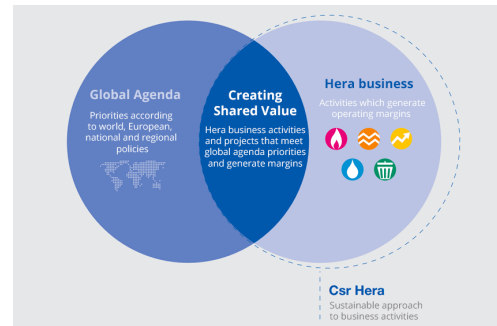 Global Agenda
Priorities according
to world, European,
national and regional
policies
Creating
Shared Value
Hera business activities
and projects that meet
global agenda priorities
and generate margins
Hera business
Activities which generate
operating margins
Csr Hera
Sustainable approach
to business activities